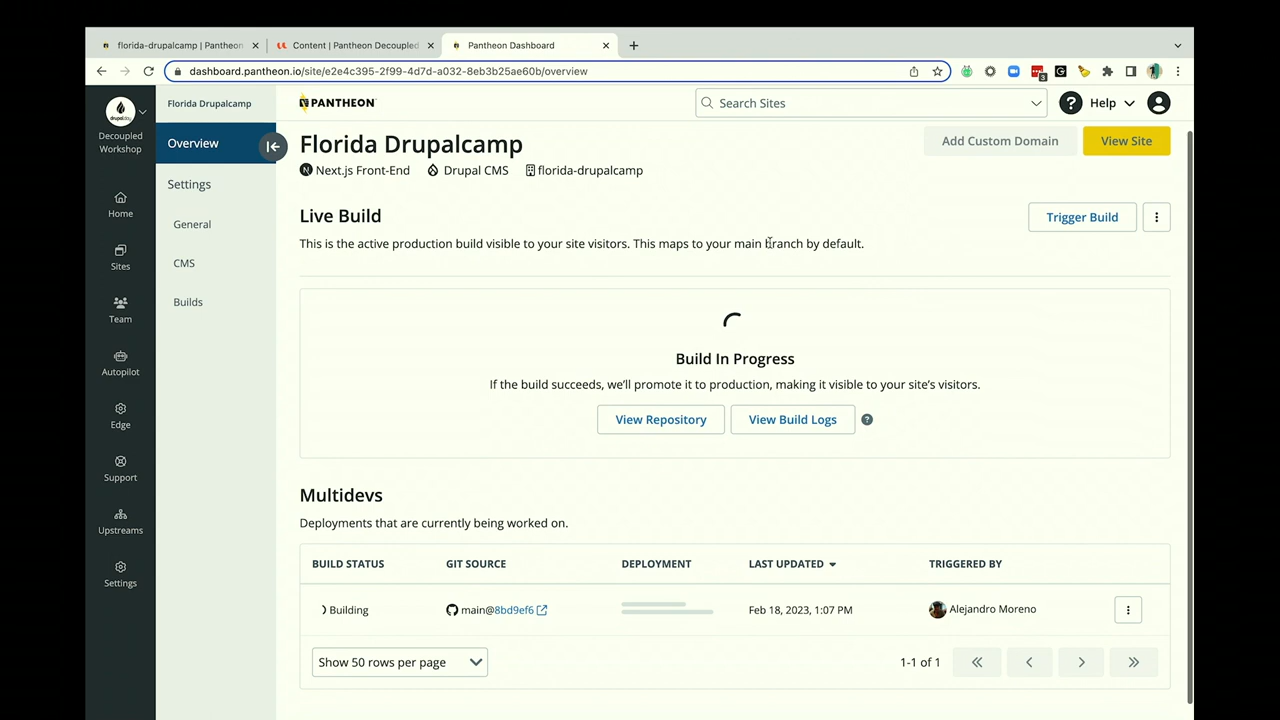 florida-drupalcamp | Pantheon
Content | Pantheon Decoupled
Pantheon Dashboard
dashboard.pantheon.io/site/e2e4c395-2f99-4d7d-a032-8eb3b25ae60b/overview
3
Decoupled
Workshop
Home
Sites
Team
Autopilot
Edge
Support
Upstreams
Settings
Florida Drupalcamp
Overview
Settings
General
CMS
Builds
PANTHEON
Search Sites
? Help
Florida Drupalcamp
Add Custom Domain
View Site
Next.js Front-End Drupal CMS florida-drupalcamp
Live Build
Trigger Build
This is the active production build visible to your site visitors. This maps to your main branch by default.
Build In Progress
If the build succeeds, we’ll promote it to production, making it visible to your site’s visitors.
View Repository
View Build Logs
?
Multidevs
Deployments that are currently being worked on.
BUILD STATUS GIT SOURCE DEPLOYMENT LAST UPDATED TRIGGERED BY
Building main@8bd9ef6 Feb 18, 2023, 1:07 PM Alejandro Moreno
Show 50 rows per page
1-1 of 1